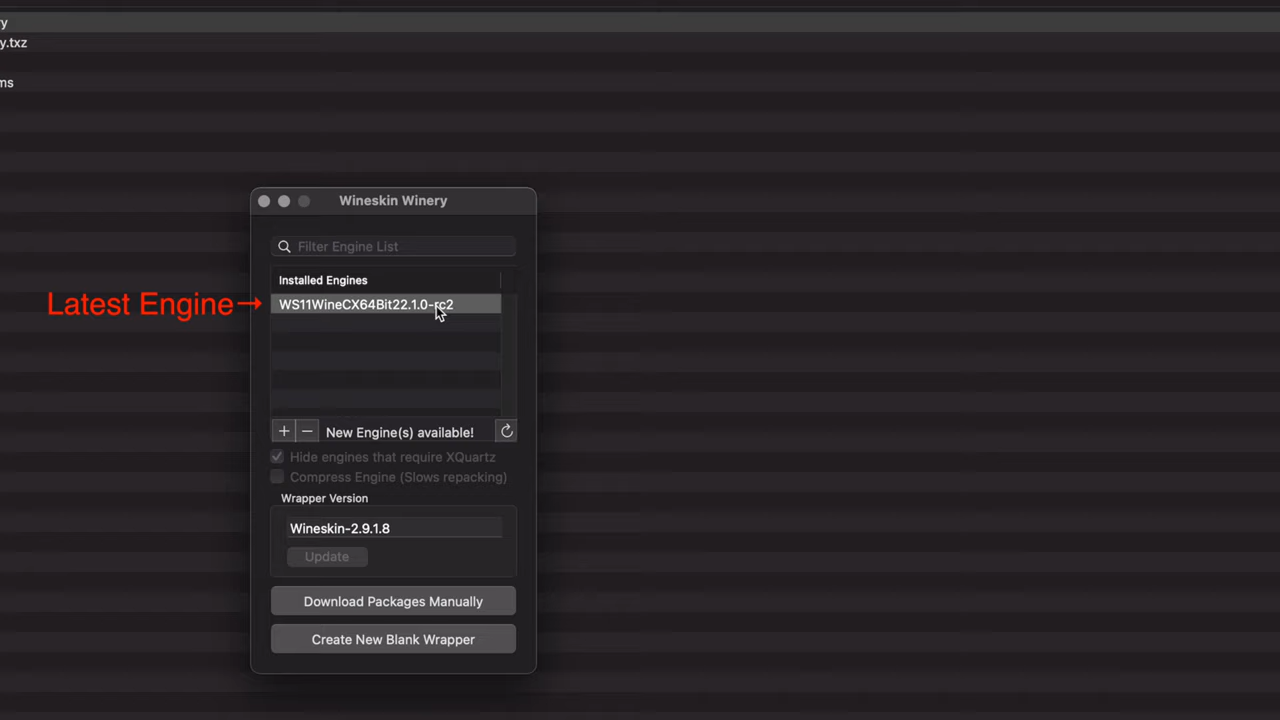 y
y.txz
ms
Wineskin Winery
Filter Engine List
Installed Engines
Latest Engine→
WS11WineCX64Bit22.1.0-rc2
+ − New Engine(s) available!
Hide engines that require XQuartz
Compress Engine (Slows repacking)
Wrapper Version
Wineskin-2.9.1.8
Update
Download Packages Manually
Create New Blank Wrapper